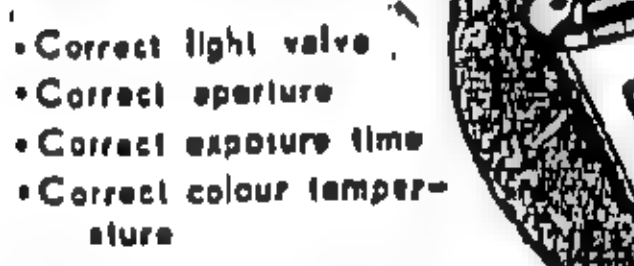 • Correct light valve
• Correct aperture
• Correct exposure time
• Correct colour temper-
ature